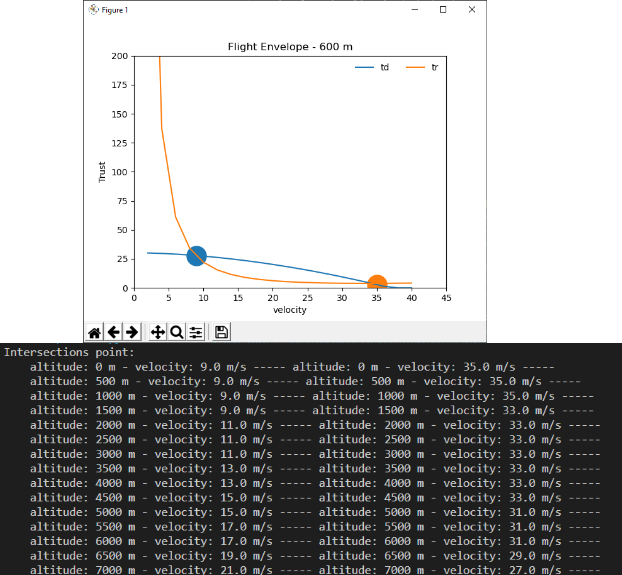 Figure 1
Flight Envelope - 600 m
td tr
200
175
150
125
100
75
50
25
0
Trust
0 5 10 15 20 25 30 35 40 45
velocity
Intersections point:
altitude: 0 m - velocity: 9.0 m/s ----- altitude: 0 m - velocity: 35.0 m/s -----
altitude: 500 m - velocity: 9.0 m/s ----- altitude: 500 m - velocity: 35.0 m/s -----
altitude: 1000 m - velocity: 9.0 m/s ----- altitude: 1000 m - velocity: 35.0 m/s -----
altitude: 1500 m - velocity: 9.0 m/s ----- altitude: 1500 m - velocity: 33.0 m/s -----
altitude: 2000 m - velocity: 11.0 m/s ----- altitude: 2000 m - velocity: 33.0 m/s -----
altitude: 2500 m - velocity: 11.0 m/s ----- altitude: 2500 m - velocity: 33.0 m/s -----
altitude: 3000 m - velocity: 11.0 m/s ----- altitude: 3000 m - velocity: 33.0 m/s -----
altitude: 3500 m - velocity: 13.0 m/s ----- altitude: 3500 m - velocity: 33.0 m/s -----
altitude: 4000 m - velocity: 13.0 m/s ----- altitude: 4000 m - velocity: 33.0 m/s -----
altitude: 4500 m - velocity: 15.0 m/s ----- altitude: 4500 m - velocity: 33.0 m/s -----
altitude: 5000 m - velocity: 15.0 m/s ----- altitude: 5000 m - velocity: 31.0 m/s -----
altitude: 5500 m - velocity: 17.0 m/s ----- altitude: 5500 m - velocity: 31.0 m/s -----
altitude: 6000 m - velocity: 17.0 m/s ----- altitude: 6000 m - velocity: 31.0 m/s -----
altitude: 6500 m - velocity: 19.0 m/s ----- altitude: 6500 m - velocity: 29.0 m/s -----
altitude: 7000 m - velocity: 21.0 m/s ----- altitude: 7000 m - velocity: 27.0 m/s -----